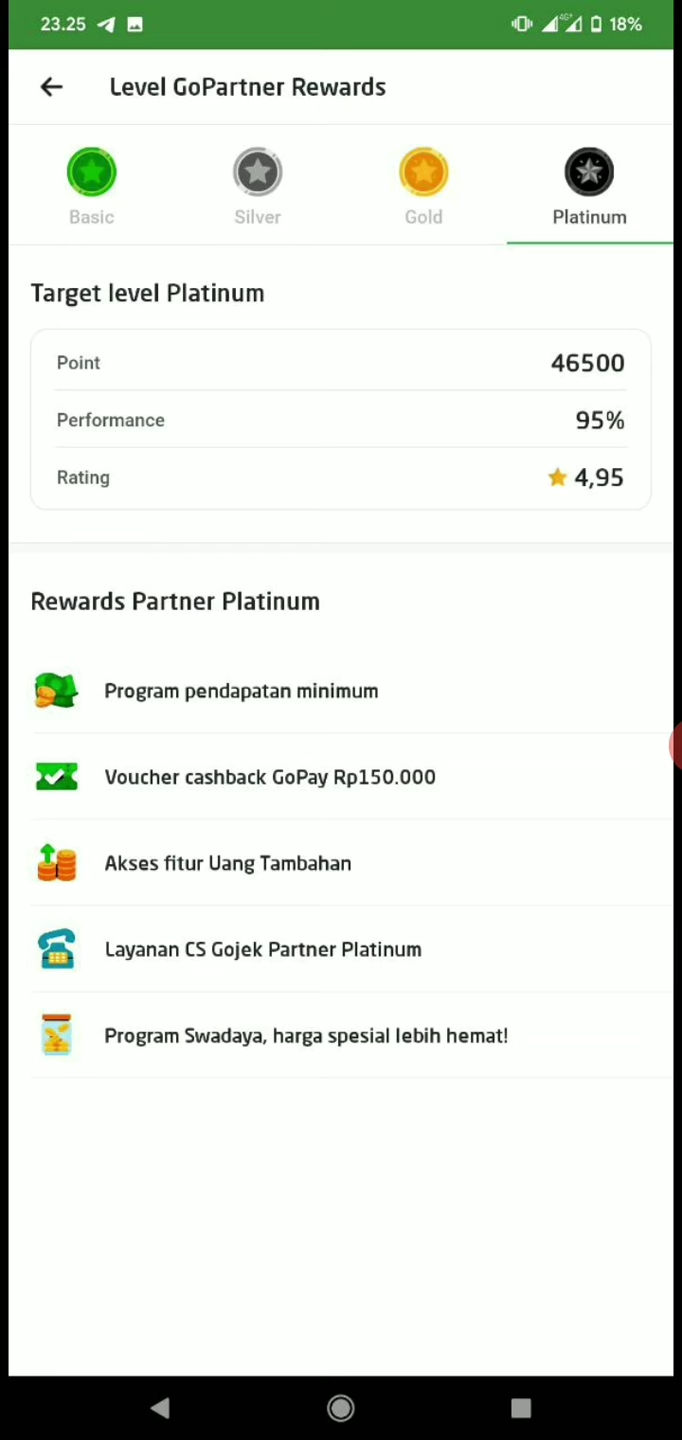 23.25
4G+
18%
Level GoPartner Rewards
Basic
Silver
Gold
Platinum
Target level Platinum
Point
46500
Performance
95%
Rating
4,95
Rewards Partner Platinum
Program pendapatan minimum
Voucher cashback GoPay Rp150.000
Akses fitur Uang Tambahan
Layanan CS Gojek Partner Platinum
Program Swadaya, harga spesial lebih hemat!